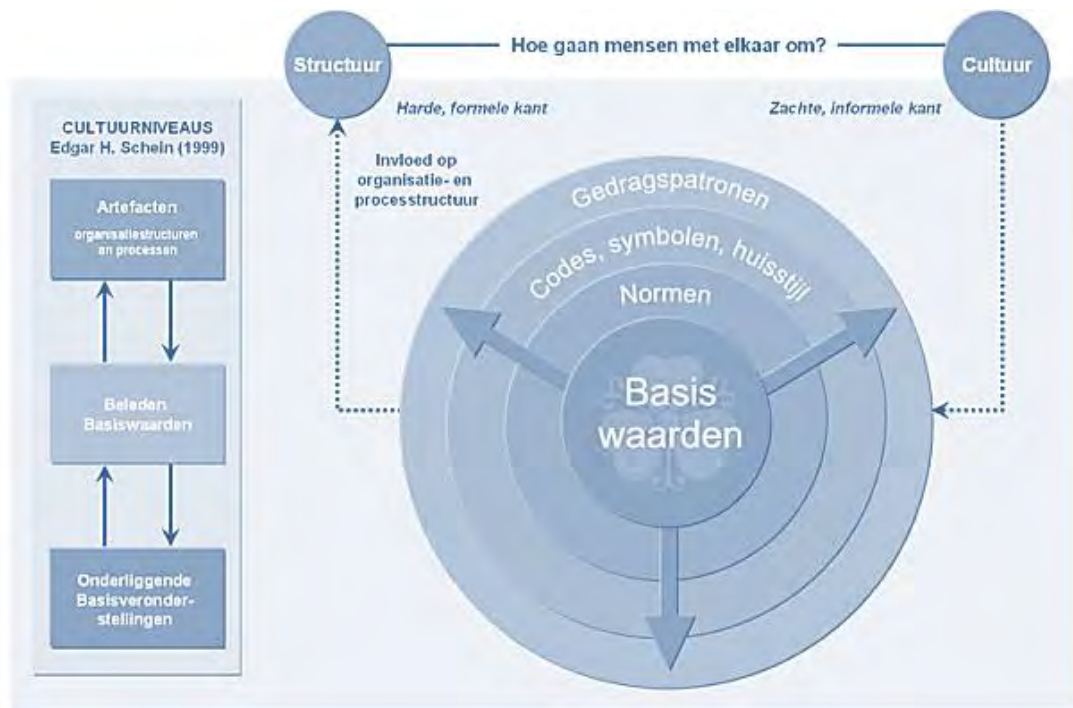 Hoe gaan mensen met elkaar om?
Structuur
Cultuur
Harde, formele kant
Zachte, informele kant
CULTUURNIVEAUS
Edgar H. Schein (1999)
Artefacten
organisatiestructuren
en processen
Beleden
Basiswaarden
Onderliggende
Basisveronder-
stellingen
Invloed op
organisatie- en
processtructuur
Gedragspatronen
Codes, symbolen, huisstijl
Normen
Basis
waarden